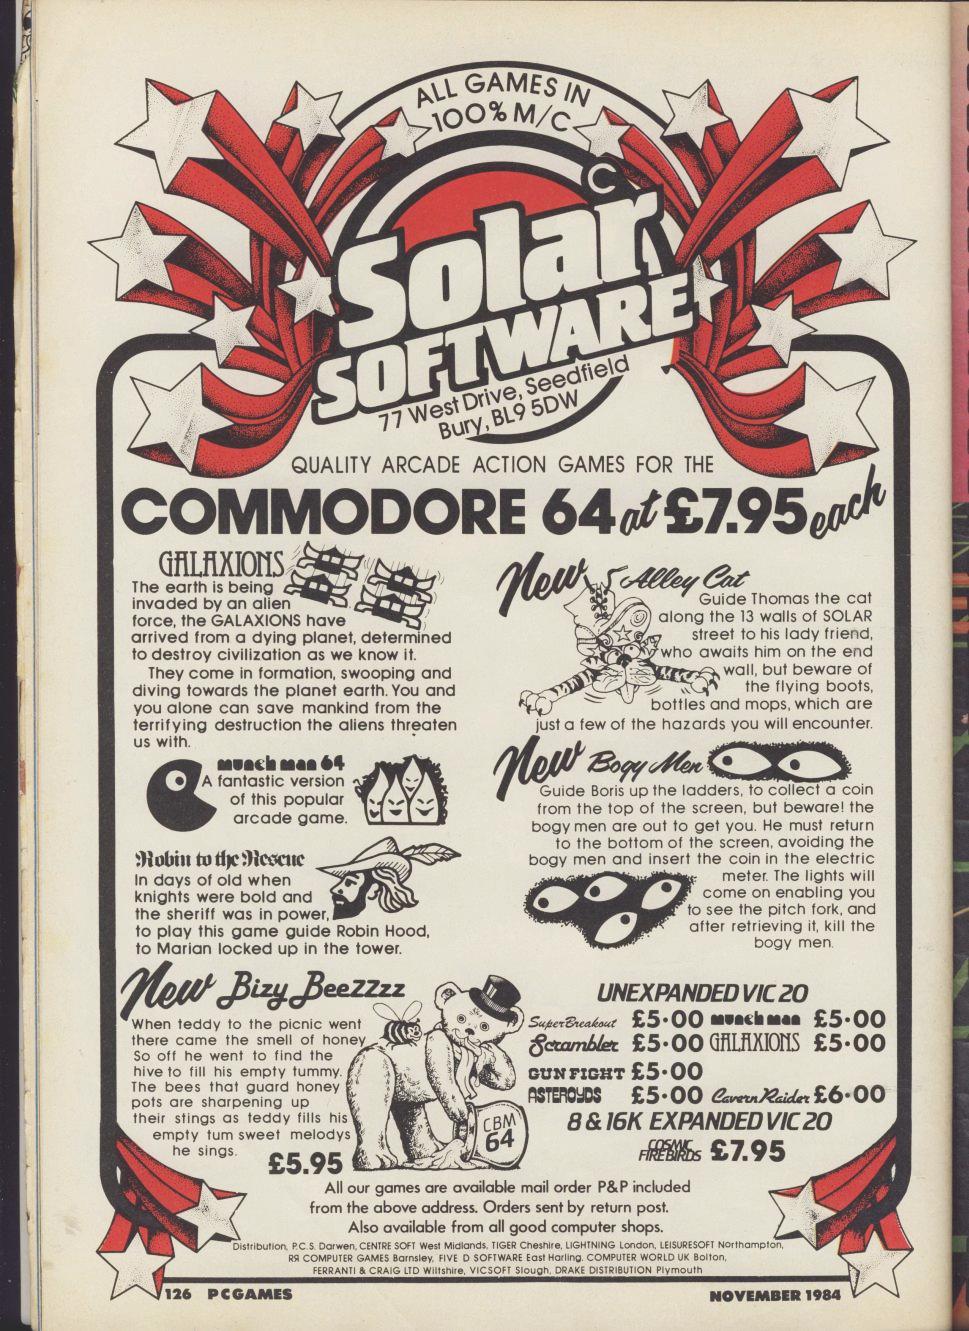 ALL GAMES IN
100% M/C
Solar
SOFTWARE
77 West Drive, Seedfield
Bury, BL9 5DW
QUALITY ARCADE ACTION GAMES FOR THE
COMMODORE 64 at £7.95 each
GALAXIONS
The earth is being
invaded by an alien
force, the GALAXIONS have
arrived from a dying planet, determined
to destroy civilization as we know it.
They come in formation, swooping and
diving towards the planet earth. You and
you alone can save mankind from the
terrifying destruction the aliens threaten
us with.
munch man 64
A fantastic version
of this popular
arcade game.
Robin to the Rescue
In days of old when
knights were bold and
the sheriff was in power,
to play this game guide Robin Hood,
to Marian locked up in the tower.
New Bizy Beezzzz
When teddy to the picnic went
there came the smell of honey
So off he went to find the
hive to fill his empty tummy.
The bees that guard honey
pots are sharpening up
their stings as teddy fills his
empty tum sweet melodys
he sings.
£5.95
CBM
64
New Alley Cat
Guide Thomas the cat
along the 13 walls of SOLAR
street to his lady friend,
who awaits him on the end
wall, but beware of
the flying boots,
bottles and mops, which are
just a few of the hazards you will encounter.
New Bogy Men
Guide Boris up the ladders, to collect a coin
from the top of the screen, but beware! the
bogy men are out to get you. He must return
to the bottom of the screen, avoiding the
bogy men and insert the coin in the electric
meter. The lights will
come on enabling you
to see the pitch fork, and
after retrieving it, kill the
bogy men.
UNEXPANDED VIC 20
Super Breakout £5·00 munch man £5·00
Scrambler £5·00 GALAXIONS £5·00
GUN FIGHT £5·00
ASTEROYDS £5·00 Cavern Raider £6·00
8 & 16K EXPANDED VIC 20
COSMIC FIREBIRDS £7.95
All our games are available mail order P&P included
from the above address. Orders sent by return post.
Also available from all good computer shops.
Distribution, P.C.S. Darwen, CENTRE SOFT West Midlands, TIGER Cheshire, LIGHTNING London, LEISURESOFT Northampton,
RR COMPUTER GAMES Barnsley, FIVE D SOFTWARE East Harling, COMPUTER WORLD UK Bolton,
FERRANTI & CRAIG LTD Wiltshire, VICSOFT Slough, DRAKE DISTRIBUTION Plymouth
126 PCGAMES
NOVEMBER 1984